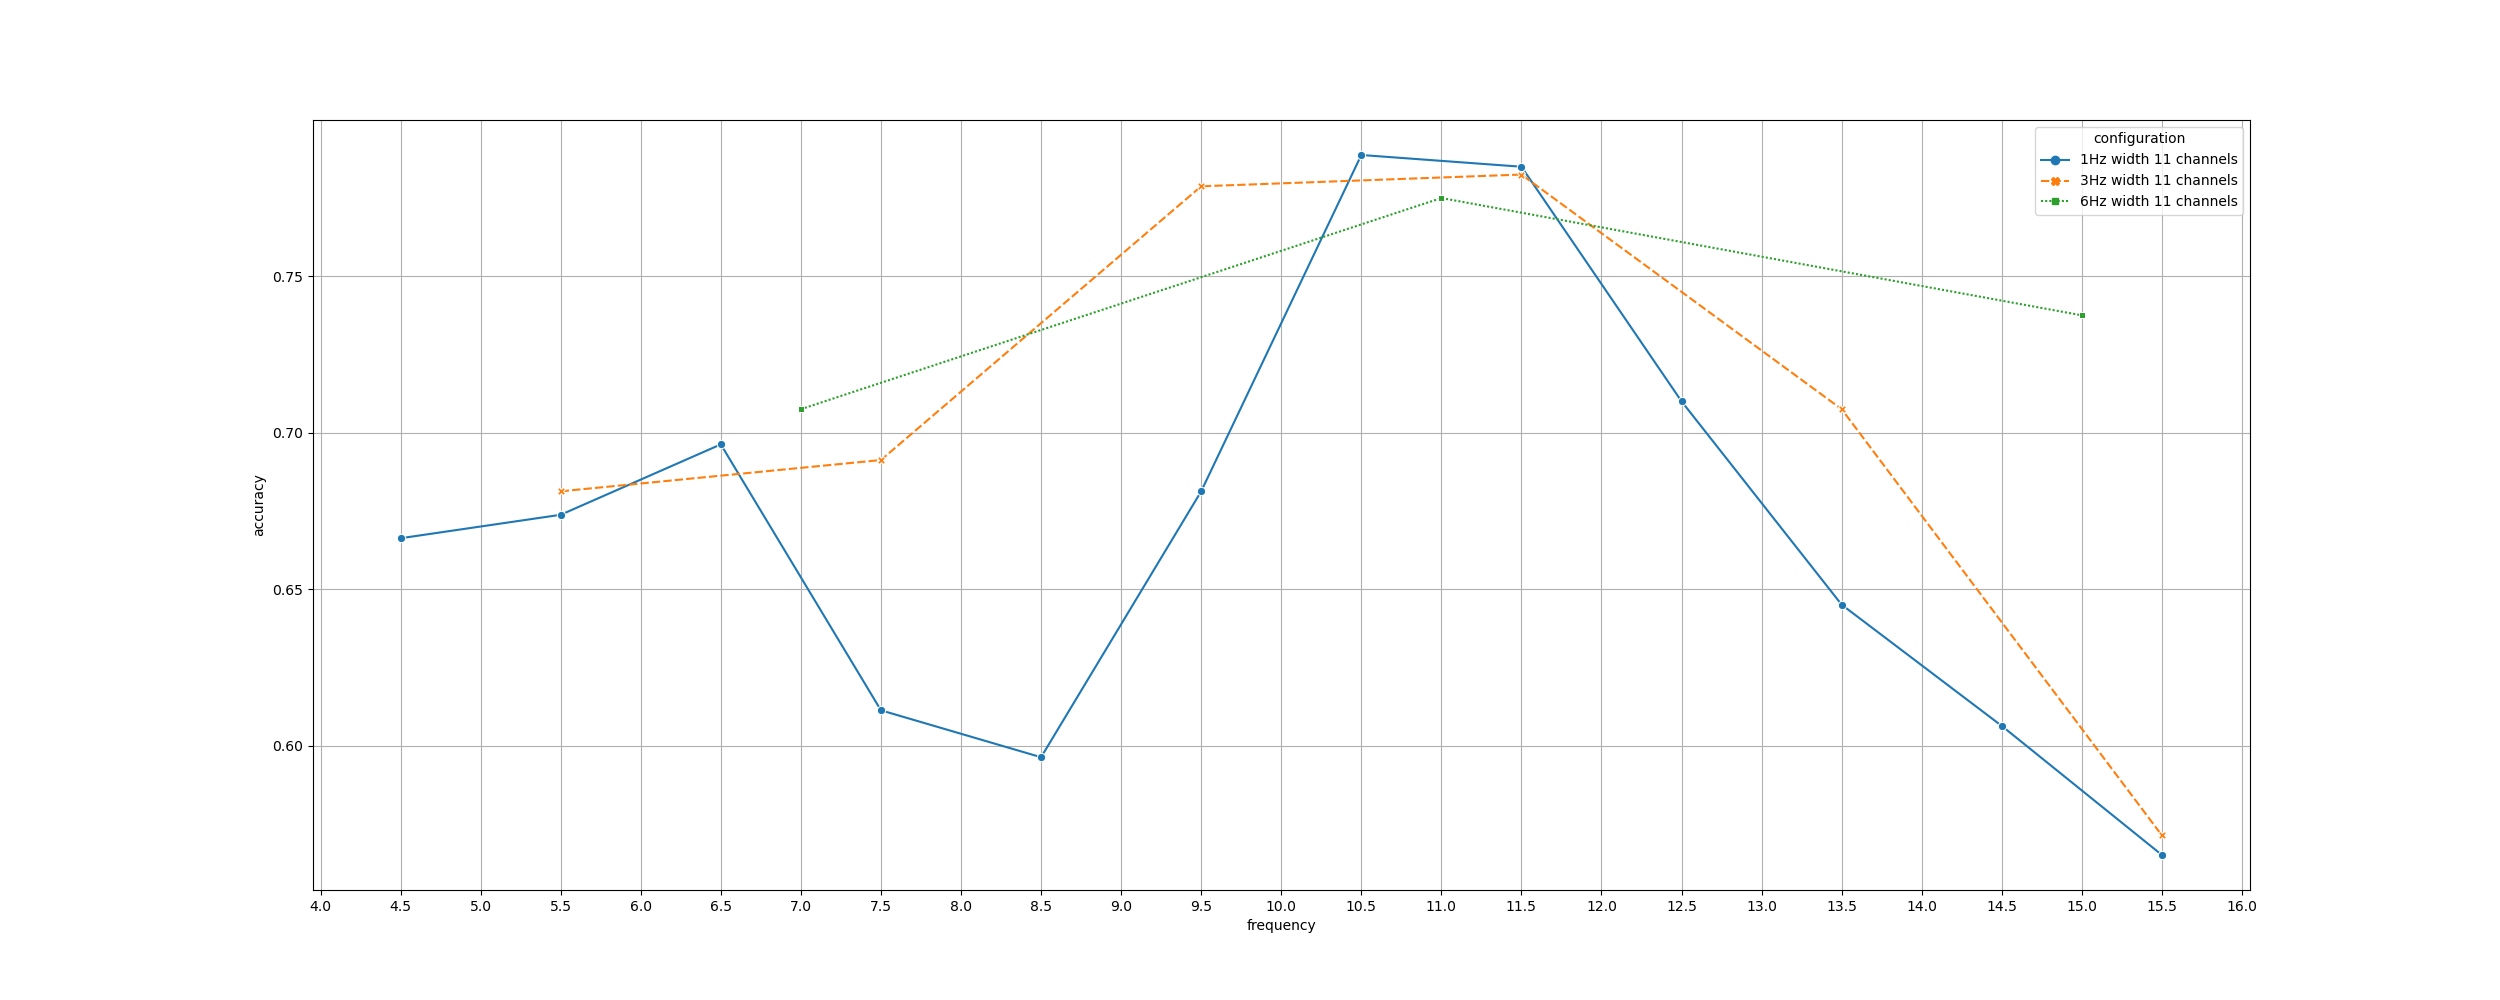 configuration
1Hz width 11 channels
3Hz width 11 channels
6Hz width 11 channels
accuracy
0.75
0.70
0.65
0.60
4.0 4.5 5.0 5.5 6.0 6.5 7.0 7.5 8.0 8.5 9.0 9.5 10.0 10.5 11.0 11.5 12.0 12.5 13.0 13.5 14.0 14.5 15.0 15.5 16.0
frequency